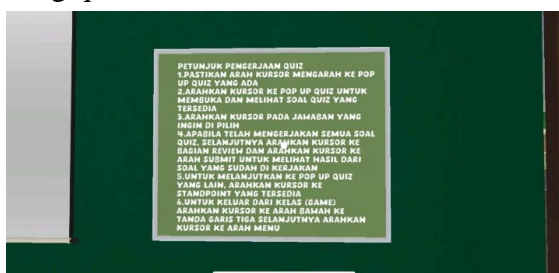 PETUNJUK PENGERJAAN QUIZ
1.PASTIKAN ARAH KURSOR MENGARAH KE POP
UP QUIZ YANG ADA
2.ARAHKAN KURSOR KE POP UP QUIZ UNTUK
MEMBUKA DAN MELIHAT SOAL QUIZ YANG
TERSEDIA
3.ARAHKAN KURSOR PADA JAWABAN YANG
INGIN DI PILIH
4.APABILA TELAH MENGERJAKAN SEMUA SOAL
QUIZ, SELANJUTNYA ARAHKAN KURSOR KE
BAGIAN REVIEW DAN ARAHKAN KURSOR KE
ARAH SUBMIT UNTUK MELIHAT HASIL DARI
SOAL YANG SUDAH DI KERJAKAN
5.UNTUK MELANJUTKAN KE POP UP QUIZ
YANG LAIN, ARAHKAN KURSOR KE
STANDPOINT YANG TERSEDIA
6.UNTUK KELUAR DARI KELAS (GAME)
ARAHKAN KURSOR KE ARAH BAWAH KE
TANDA GARIS TIGA SELANJUTNYA ARAHKAN
KURSOR KE ARAH MENU